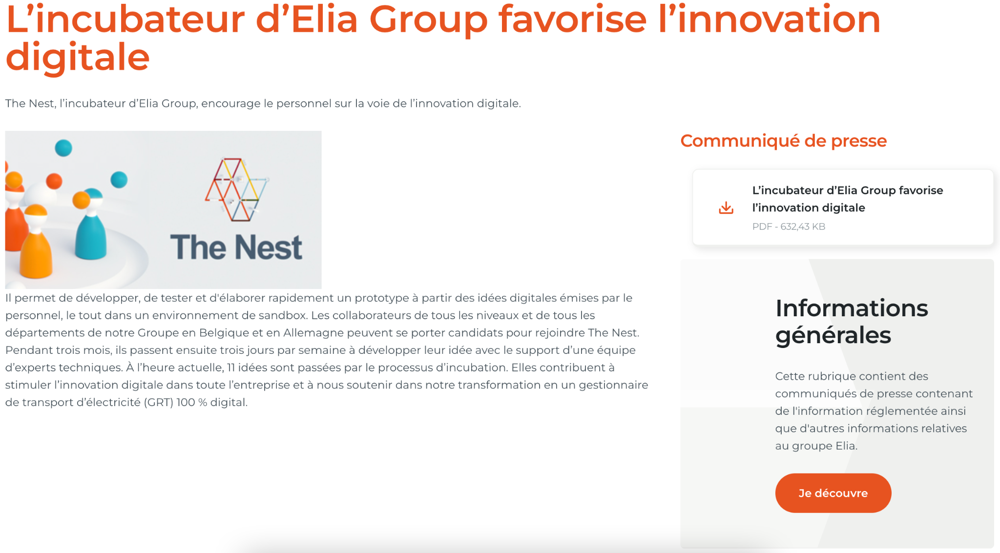 L’incubateur d’Elia Group favorise l’innovation
digitale
The Nest, l’incubateur d’Elia Group, encourage le personnel sur la voie de l’innovation digitale.
The Nest
Il permet de développer, de tester et d'élaborer rapidement un prototype à partir des idées digitales émises par le
personnel, le tout dans un environnement de sandbox. Les collaborateurs de tous les niveaux et de tous les
départements de notre Groupe en Belgique et en Allemagne peuvent se porter candidats pour rejoindre The Nest.
Pendant trois mois, ils passent ensuite trois jours par semaine à développer leur idée avec le support d’une équipe
d’experts techniques. À l’heure actuelle, 11 idées sont passées par le processus d’incubation. Elles contribuent à
stimuler l’innovation digitale dans toute l’entreprise et à nous soutenir dans notre transformation en un gestionnaire
de transport d’électricité (GRT) 100 % digital.
Communiqué de presse
L’incubateur d’Elia Group favorise
l’innovation digitale
PDF - 632,43 KB
Informations
générales
Cette rubrique contient des
communiqués de presse contenant
de l'information réglementée ainsi
que d'autres informations relatives
au groupe Elia.
Je découvre